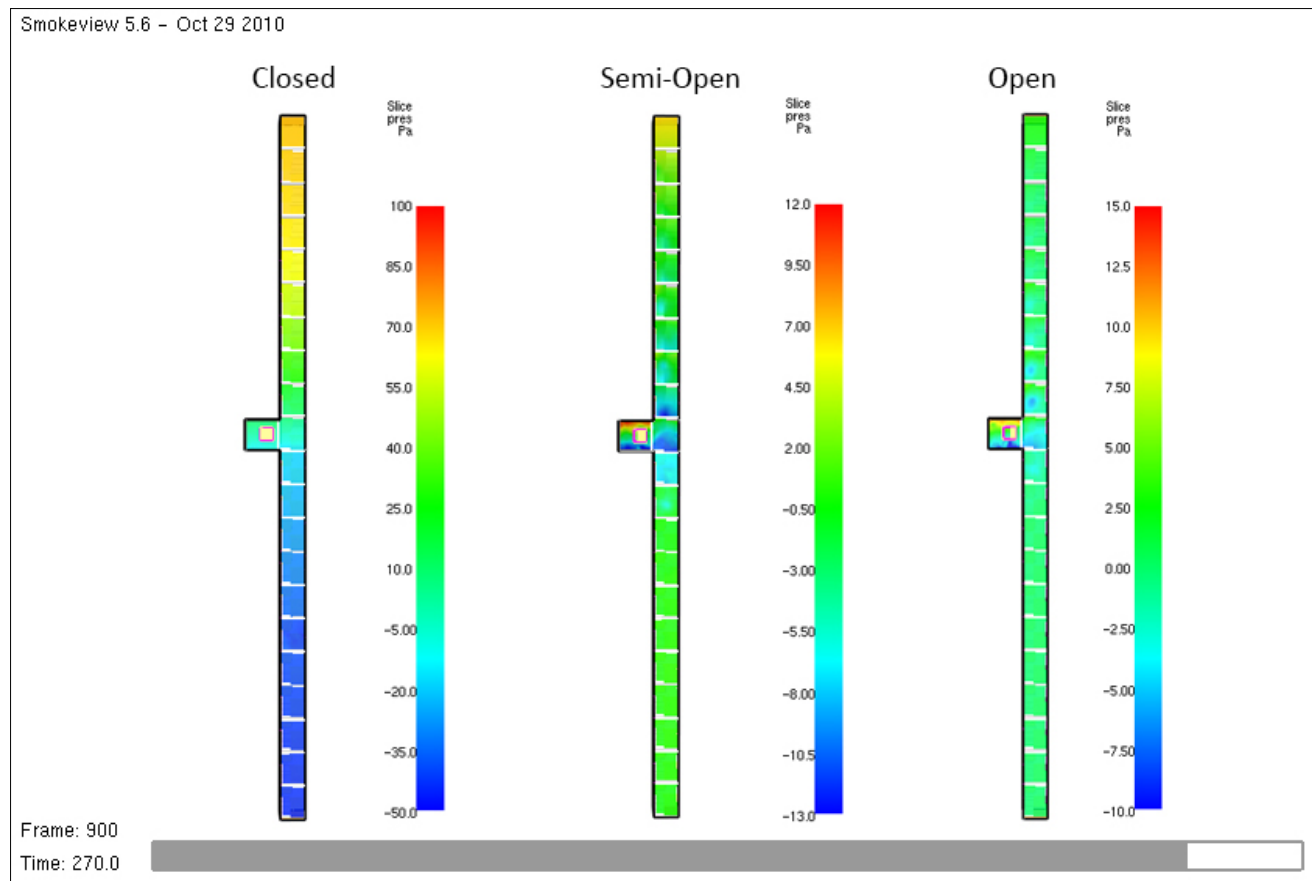 Smokeview 5.6 – Oct 29 2010
Closed
Semi-Open
Open
Slice
pres
Pa
100
85.0
70.0
55.0
40.0
25.0
10.0
−5.00
−20.0
−35.0
−50.0
Slice
pres
Pa
12.0
9.50
7.00
4.50
2.00
−0.50
−3.00
−5.50
−8.00
−10.5
−13.0
Slice
pres
Pa
15.0
12.5
10.0
7.50
5.00
2.50
0.00
−2.50
−5.00
−7.50
−10.0
Frame: 900
Time: 270.0